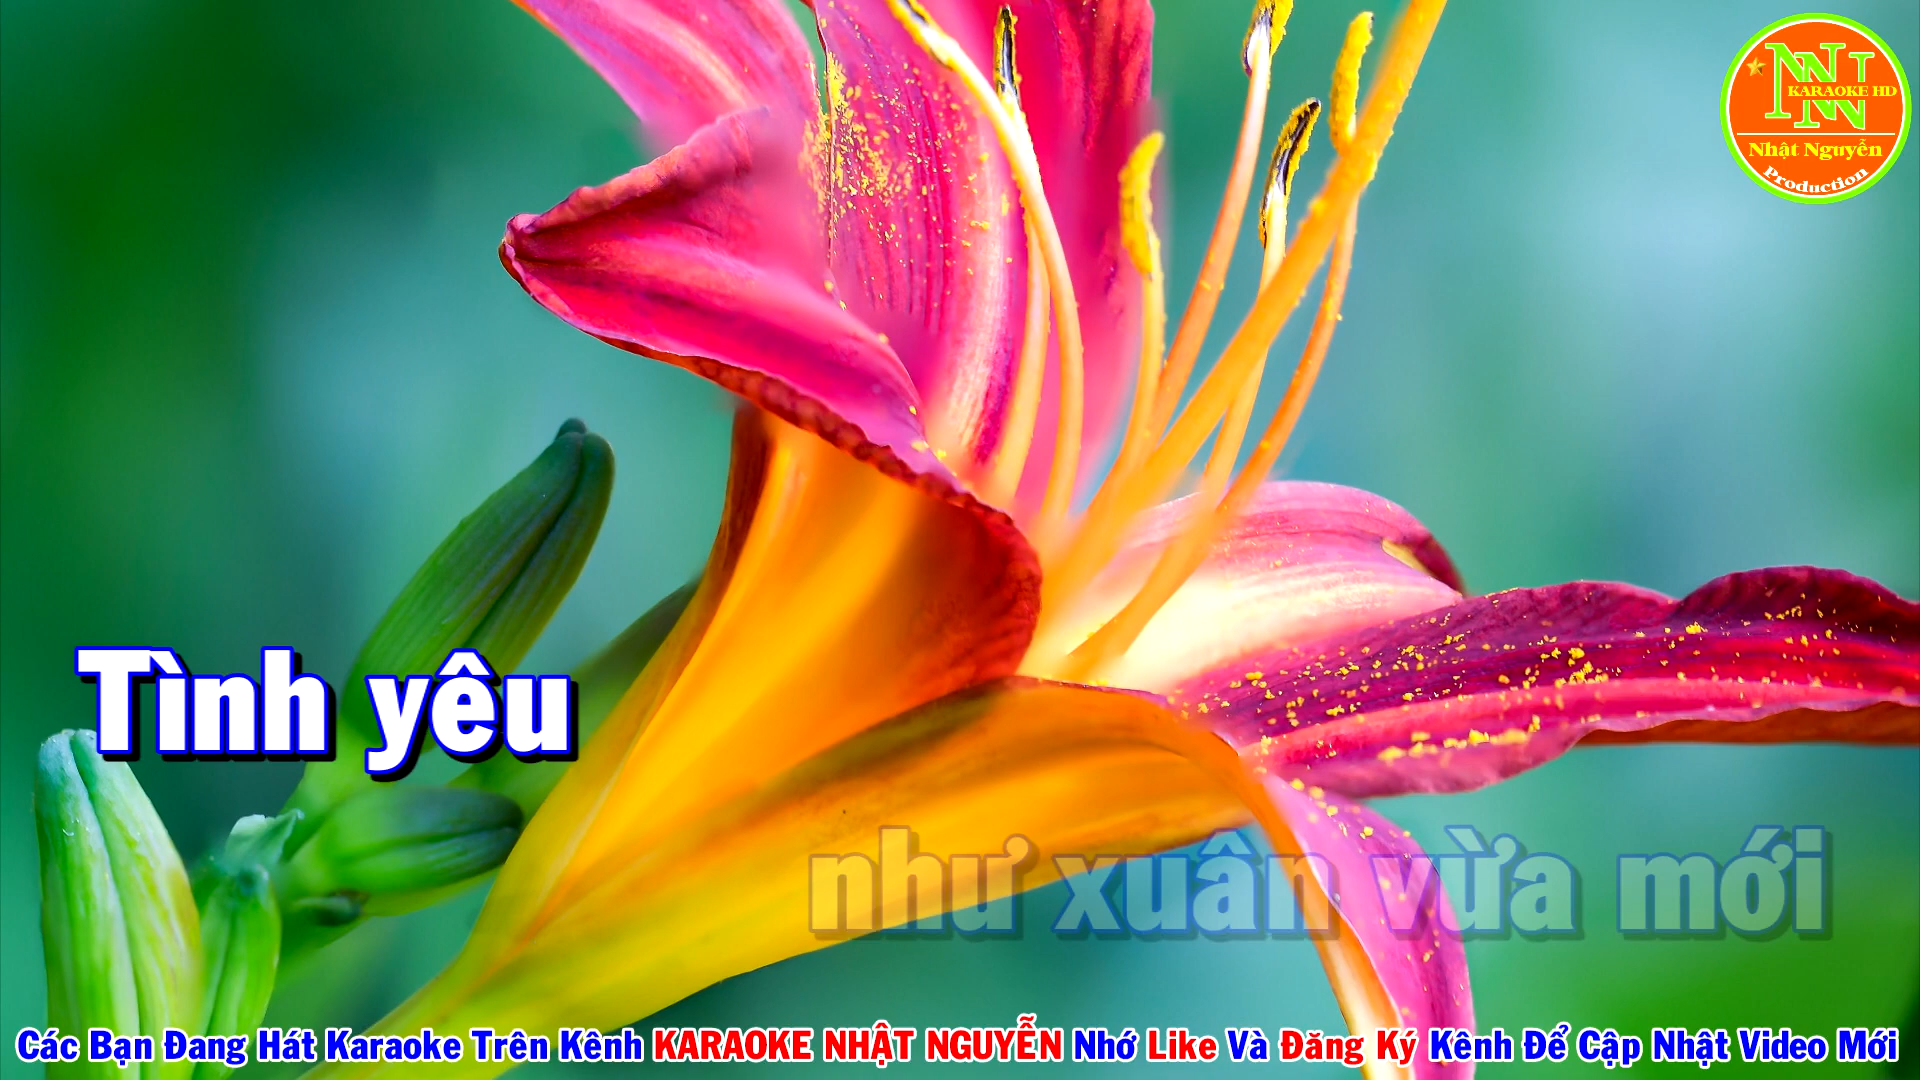 NN
KARAOKE HD
NN
Nhật Nguyễn
Production
Tình yêu
như xuân vừa mới
Các Bạn Đang Hát Karaoke Trên Kênh KARAOKE NHẬT NGUYỄN Nhớ Like Và Đăng Ký Kênh Để Cập Nhật Video Mới